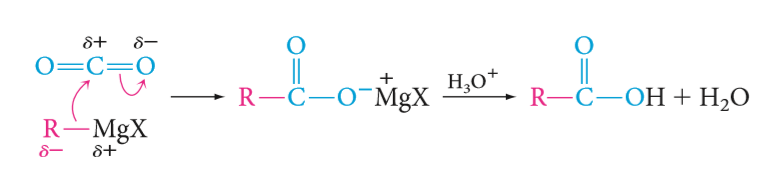 δ+ δ−
O=C=O
R—MgX
δ− δ+
O
‖
R—C—O⁻MgX
+
H₃O⁺
O
‖
R—C—OH + H₂O